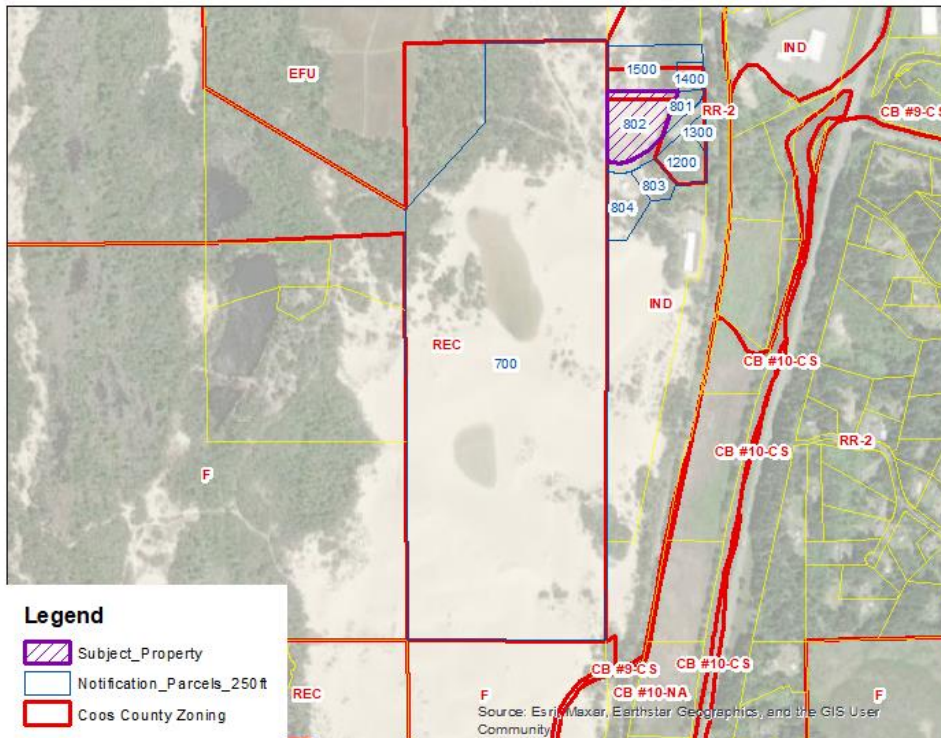 EFU
IND
1500
1400
801
RR-2
CB #9-CS
802
1300
1200
803
804
IND
REC
700
CB #10-CS
RR-2
CB #10-CS
F
Legend
Subject_Property
Notification_Parcels_250ft
Coos County Zoning
REC
F
CB #9-CS
CB #10-CS
CB #10-NA
F
Source: Esri, Maxar, Earthstar Geographics, and the GIS User
Community